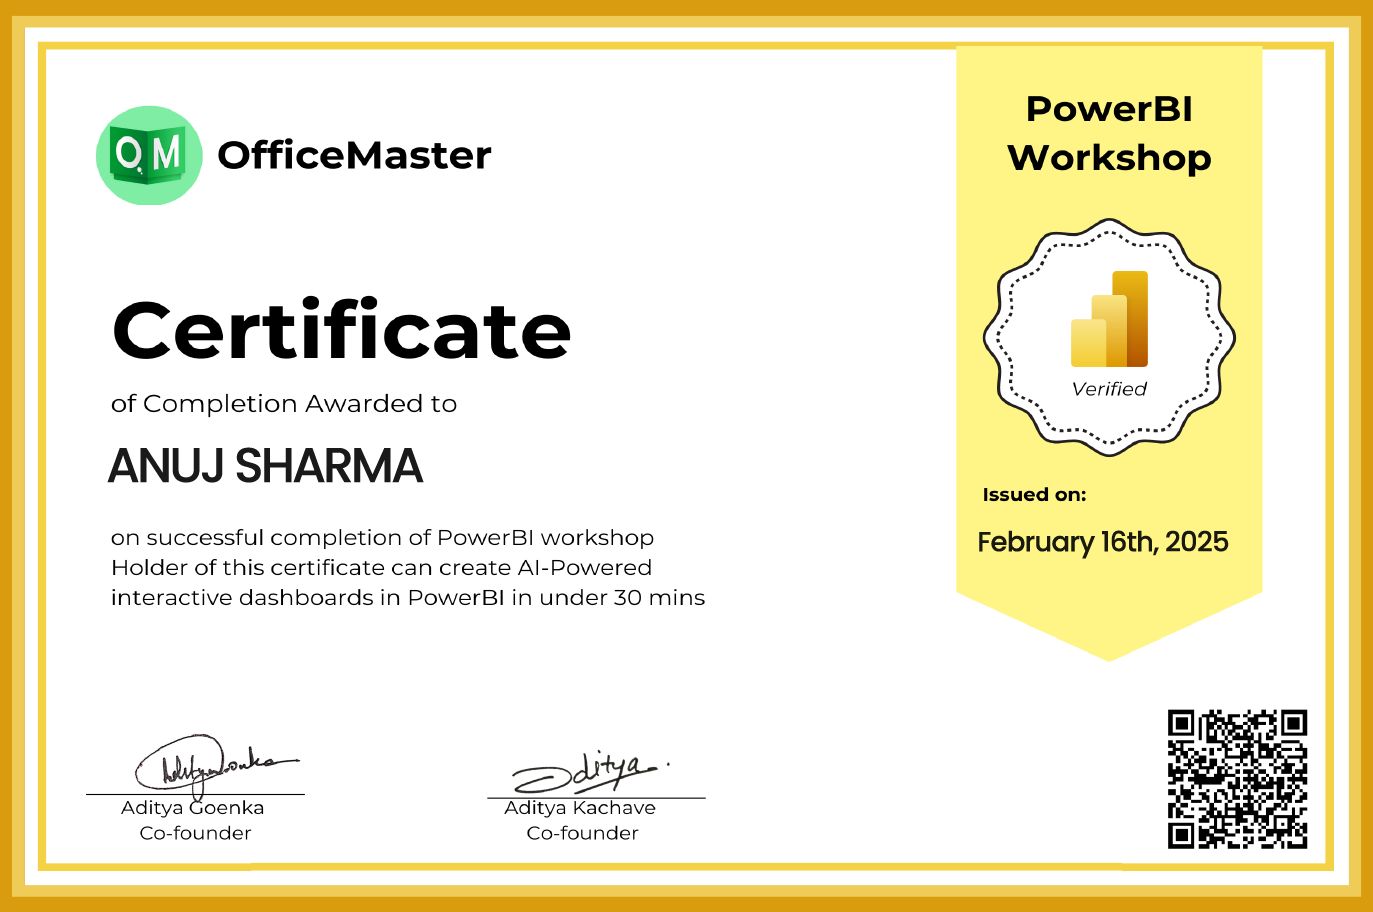 OM
OfficeMaster
Certificate
of Completion Awarded to
ANUJ SHARMA
on successful completion of PowerBI workshop
Holder of this certificate can create AI-Powered
interactive dashboards in PowerBI in under 30 mins
PowerBI
Workshop
Verified
Issued on:
February 16th, 2025
Aditya Goenka
Aditya Goenka
Co-founder
Aditya
Aditya Kachave
Co-founder